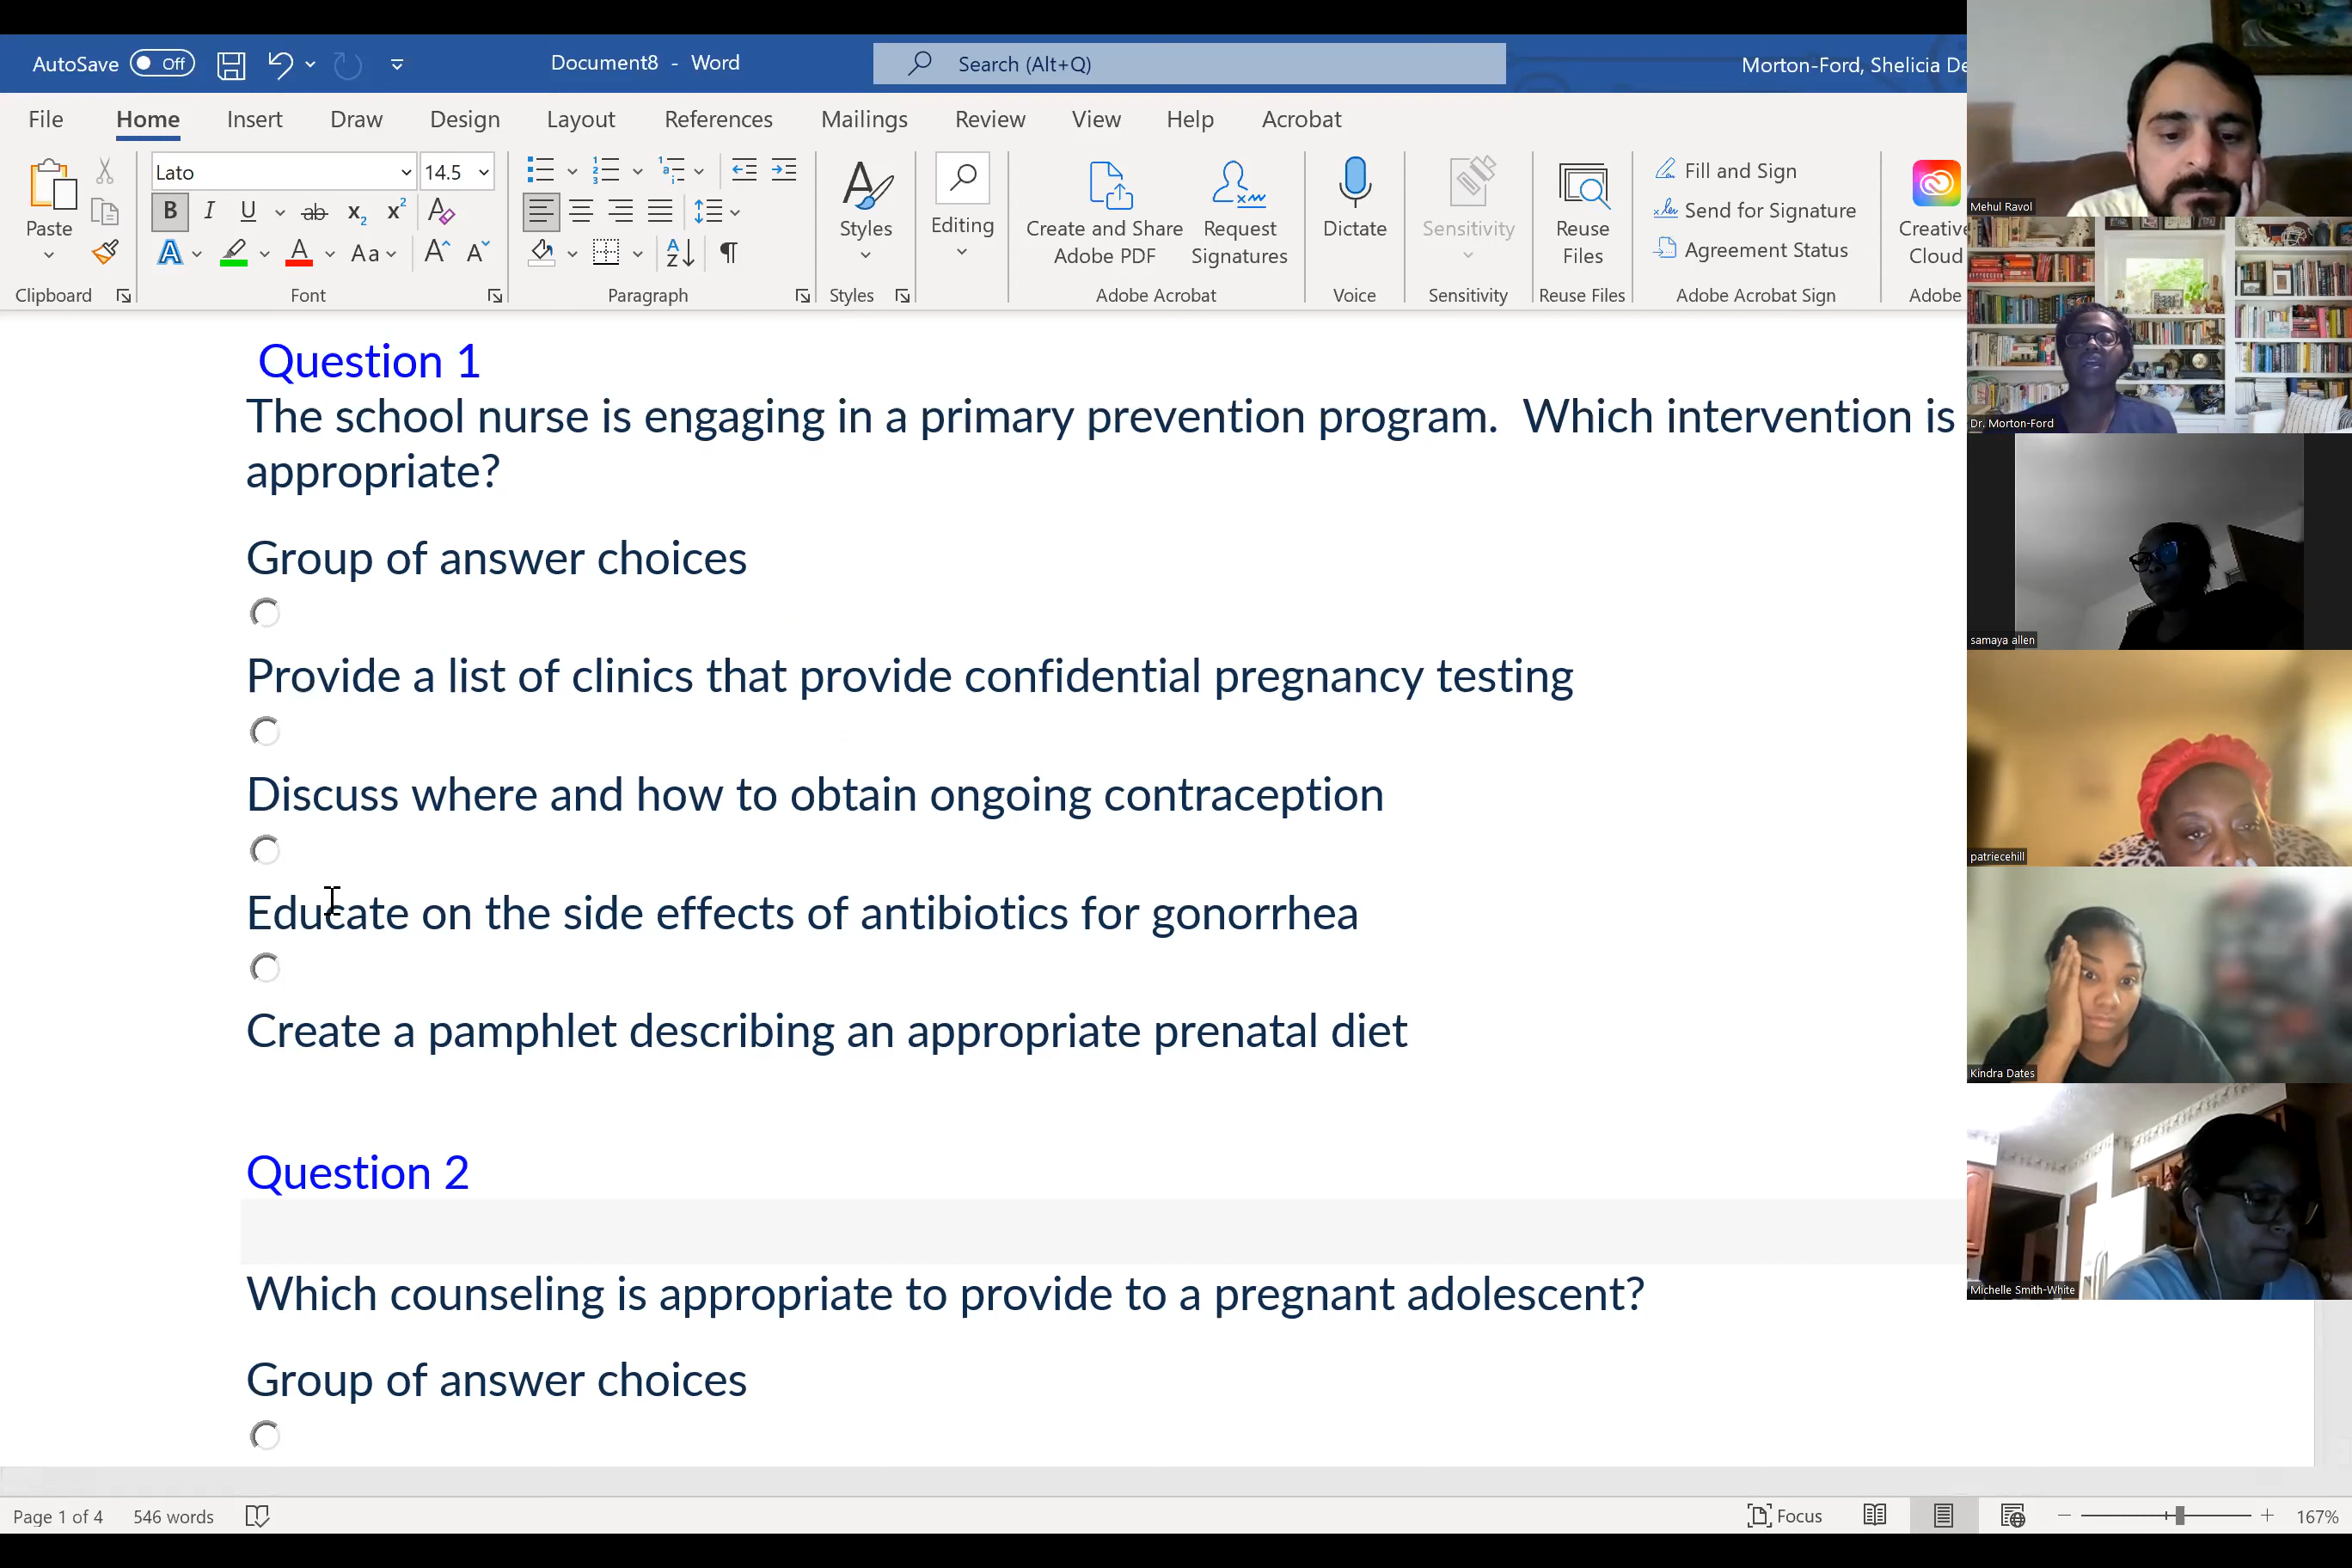 AutoSave Off Document8 - Word Search (Alt+Q) Morton-Ford, Shelicia De
File Home Insert Draw Design Layout References Mailings Review View Help Acrobat
Paste
Clipboard
Lato 14.5
B I U ab x2 x2 A
A A Aa A A
Font
A Z ¶
Paragraph
Styles
Styles
Editing
Create and Share Adobe PDF
Request Signatures
Adobe Acrobat
Dictate
Voice
Sensitivity
Sensitivity
Reuse Files
Reuse Files
Fill and Sign
Send for Signature
Agreement Status
Adobe Acrobat Sign
Creative
Cloud
Adobe
Question 1
The school nurse is engaging in a primary prevention program. Which intervention is
appropriate?
Group of answer choices
Provide a list of clinics that provide confidential pregnancy testing
Discuss where and how to obtain ongoing contraception
Educate on the side effects of antibiotics for gonorrhea
Create a pamphlet describing an appropriate prenatal diet
Question 2
Which counseling is appropriate to provide to a pregnant adolescent?
Group of answer choices
Mehul Ravol
Dr. Morton-Ford
samaya allen
patriecehill
Kindra Dates
Michelle Smith-White
Page 1 of 4 546 words Focus 167%